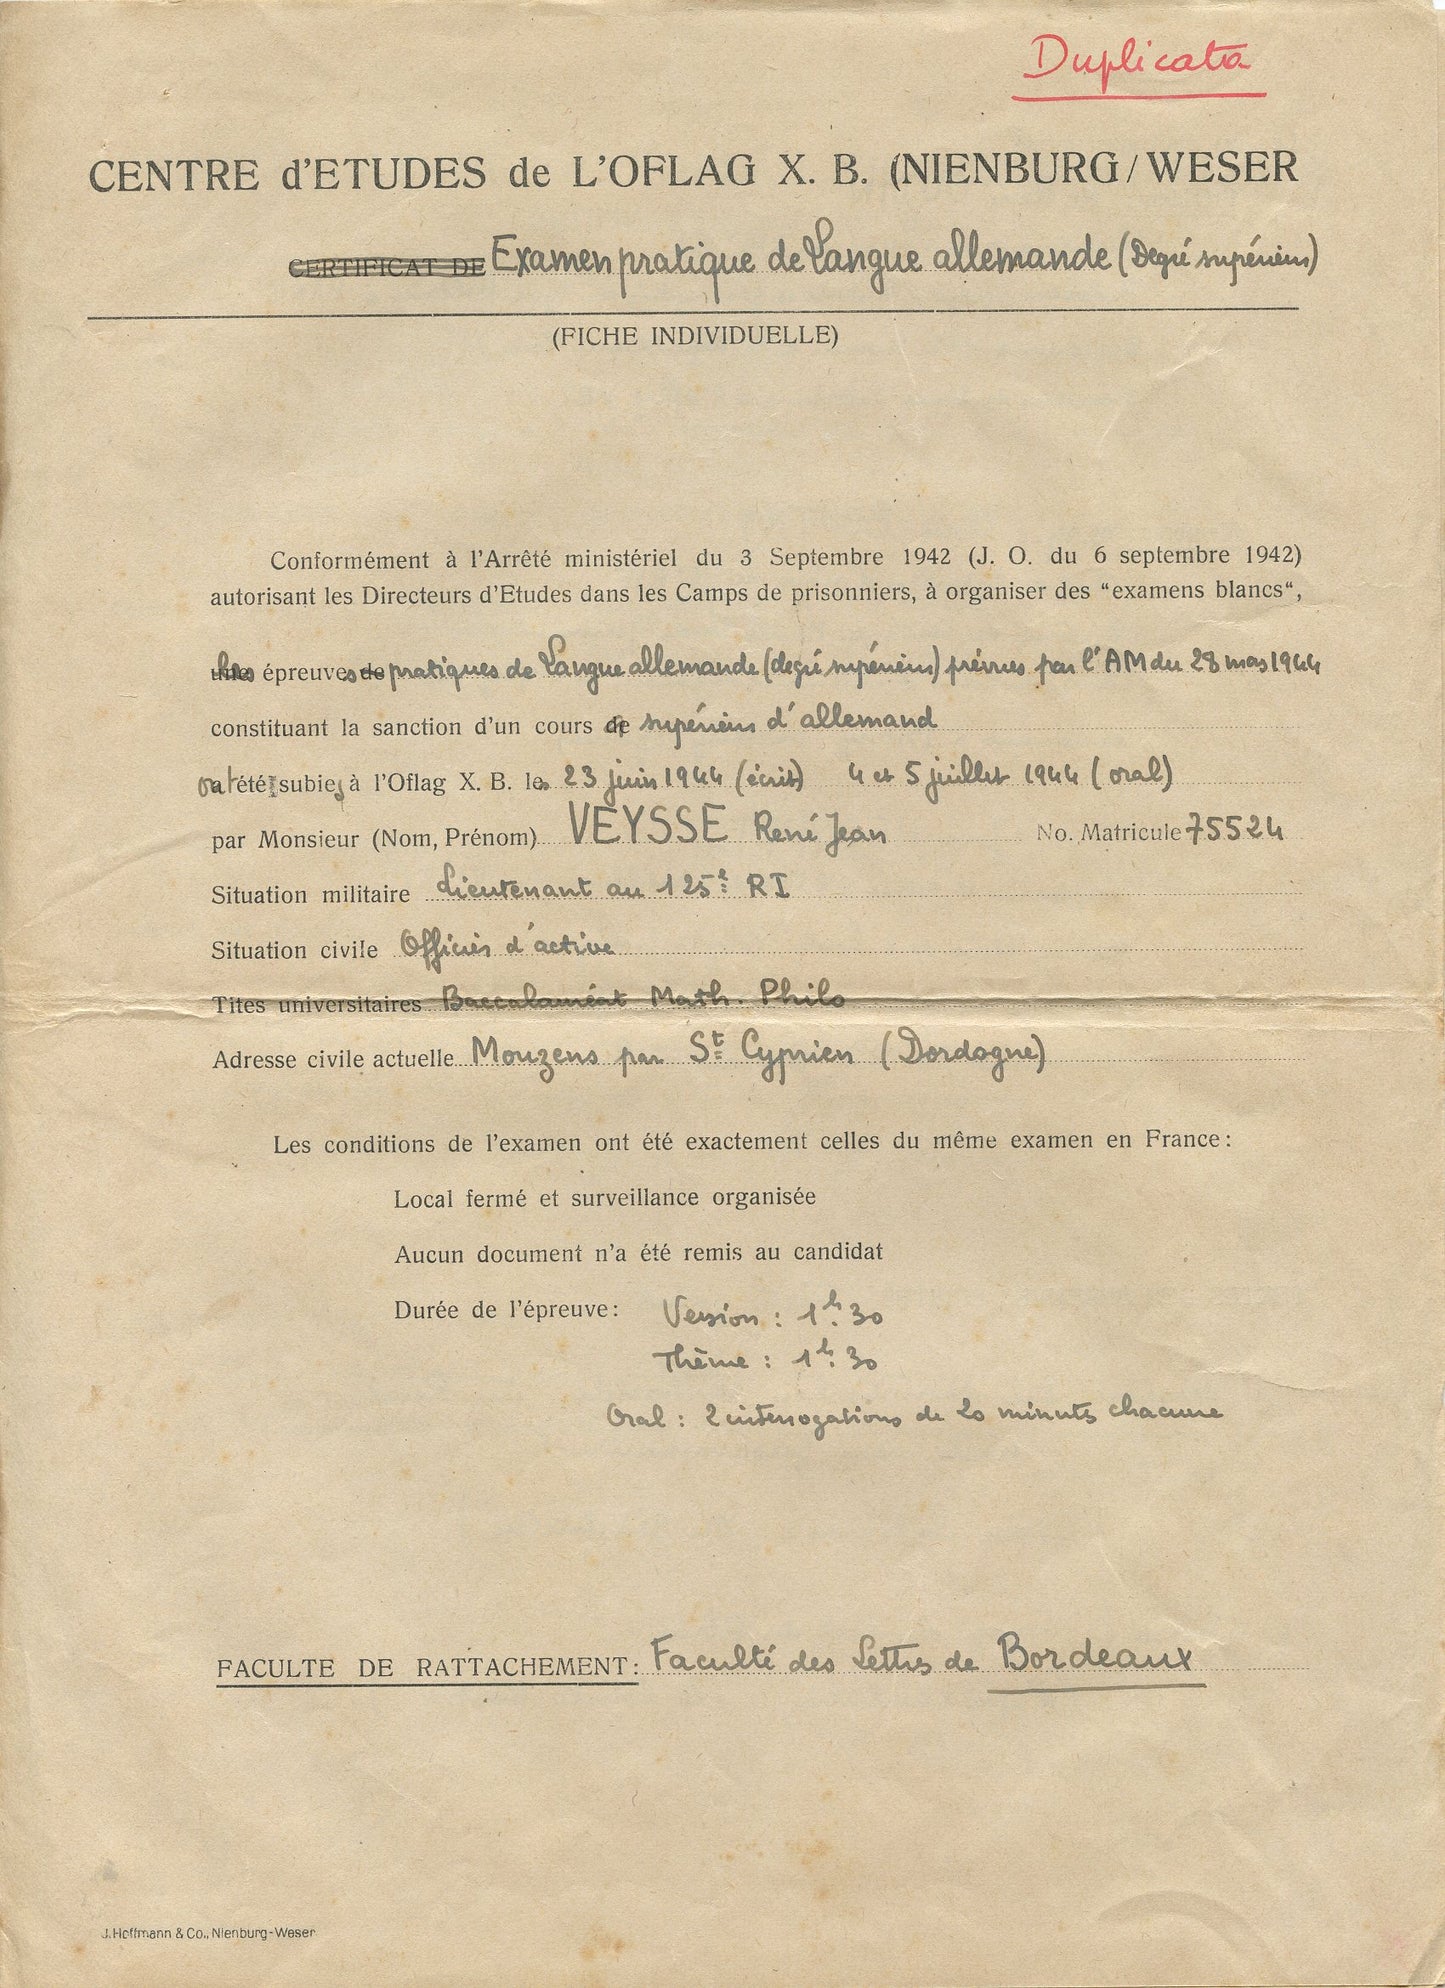 Duplicata
CENTRE d'ETUDES de L'OFLAG X. B. (NIENBURG/WESER
CERTIFICAT DE Examen pratique de Langue allemande (Degré supérieur)
(FICHE INDIVIDUELLE)
Conformément à l'Arrêté ministériel du 3 Septembre 1942 (J. O. du 6 septembre 1942)
autorisant les Directeurs d'Etudes dans les Camps de prisonniers, à organiser des “examens blancs“,
les épreuves de pratiques de Langue allemande (degré supérieur) prévues par l'AM du 28 mars 1944
constituant la sanction d'un cours de supérieur d'allemand
ont été subies à l'Oflag X. B. les 23 juin 1944 (écrit) 4 et 5 juillet 1944 (oral)
par Monsieur (Nom, Prénom) VEYSSE René Jean No. Matricule 75524
Situation militaire Lieutenant au 125e RI
Situation civile Officier d'active
Tites universitaires Baccalauréat Math. Philo
Adresse civile actuelle Mouzens par St Cyprien (Dordogne)
Les conditions de l'examen ont été exactement celles du même examen en France:
Local fermé et surveillance organisée
Aucun document n'a été remis au candidat
Durée de l'épreuve: Version : 1h.30
Thème : 1h.30
Oral : 2 interrogations de 20 minutes chacune
FACULTE DE RATTACHEMENT: Faculté des Lettres de Bordeaux
J. Hoffmann & Co., Nienburg-Weser